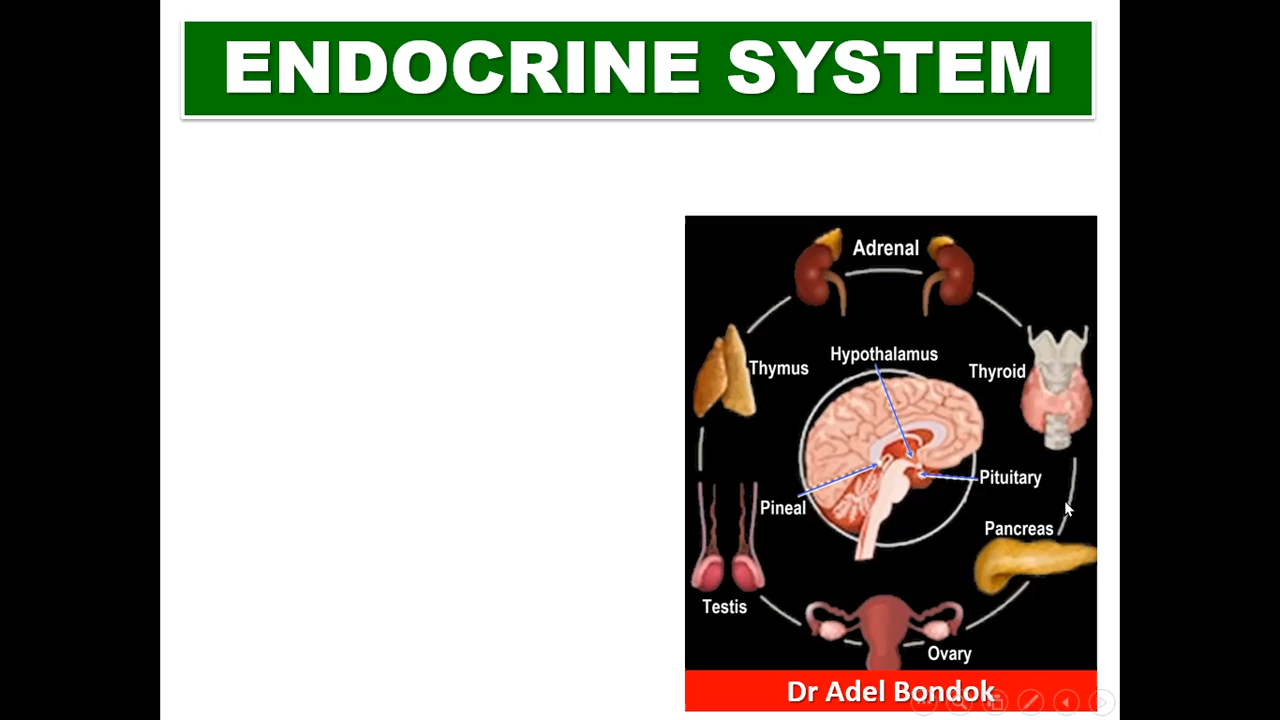 ENDOCRINE SYSTEM
Adrenal
Hypothalamus
Thymus
Thyroid
Pituitary
Pineal
Pancreas
Testis
Ovary
Dr Adel Bondok